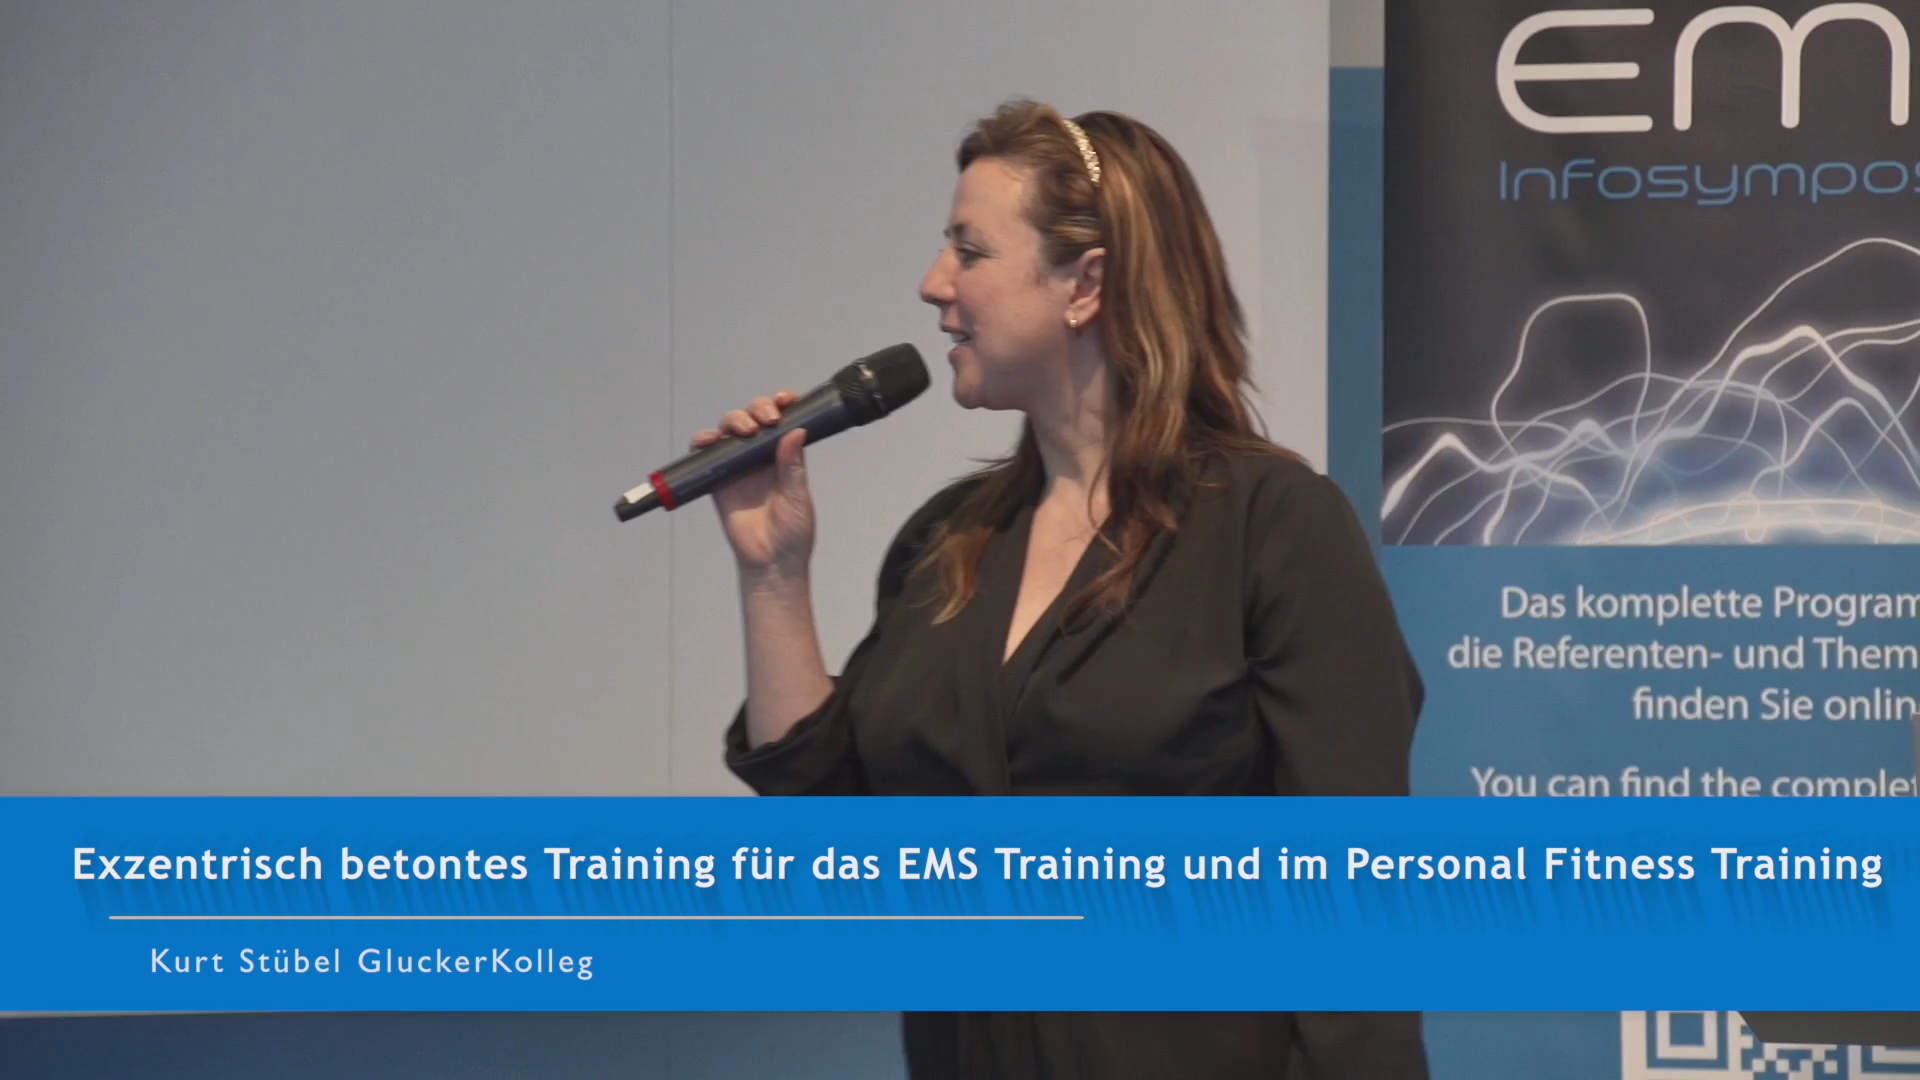 EM
Infosympos
Das komplette Program
die Referenten- und Them
finden Sie onlin
You can find the complet
Exzentrisch betontes Training für das EMS Training und im Personal Fitness Training
Kurt Stübel GluckerKolleg